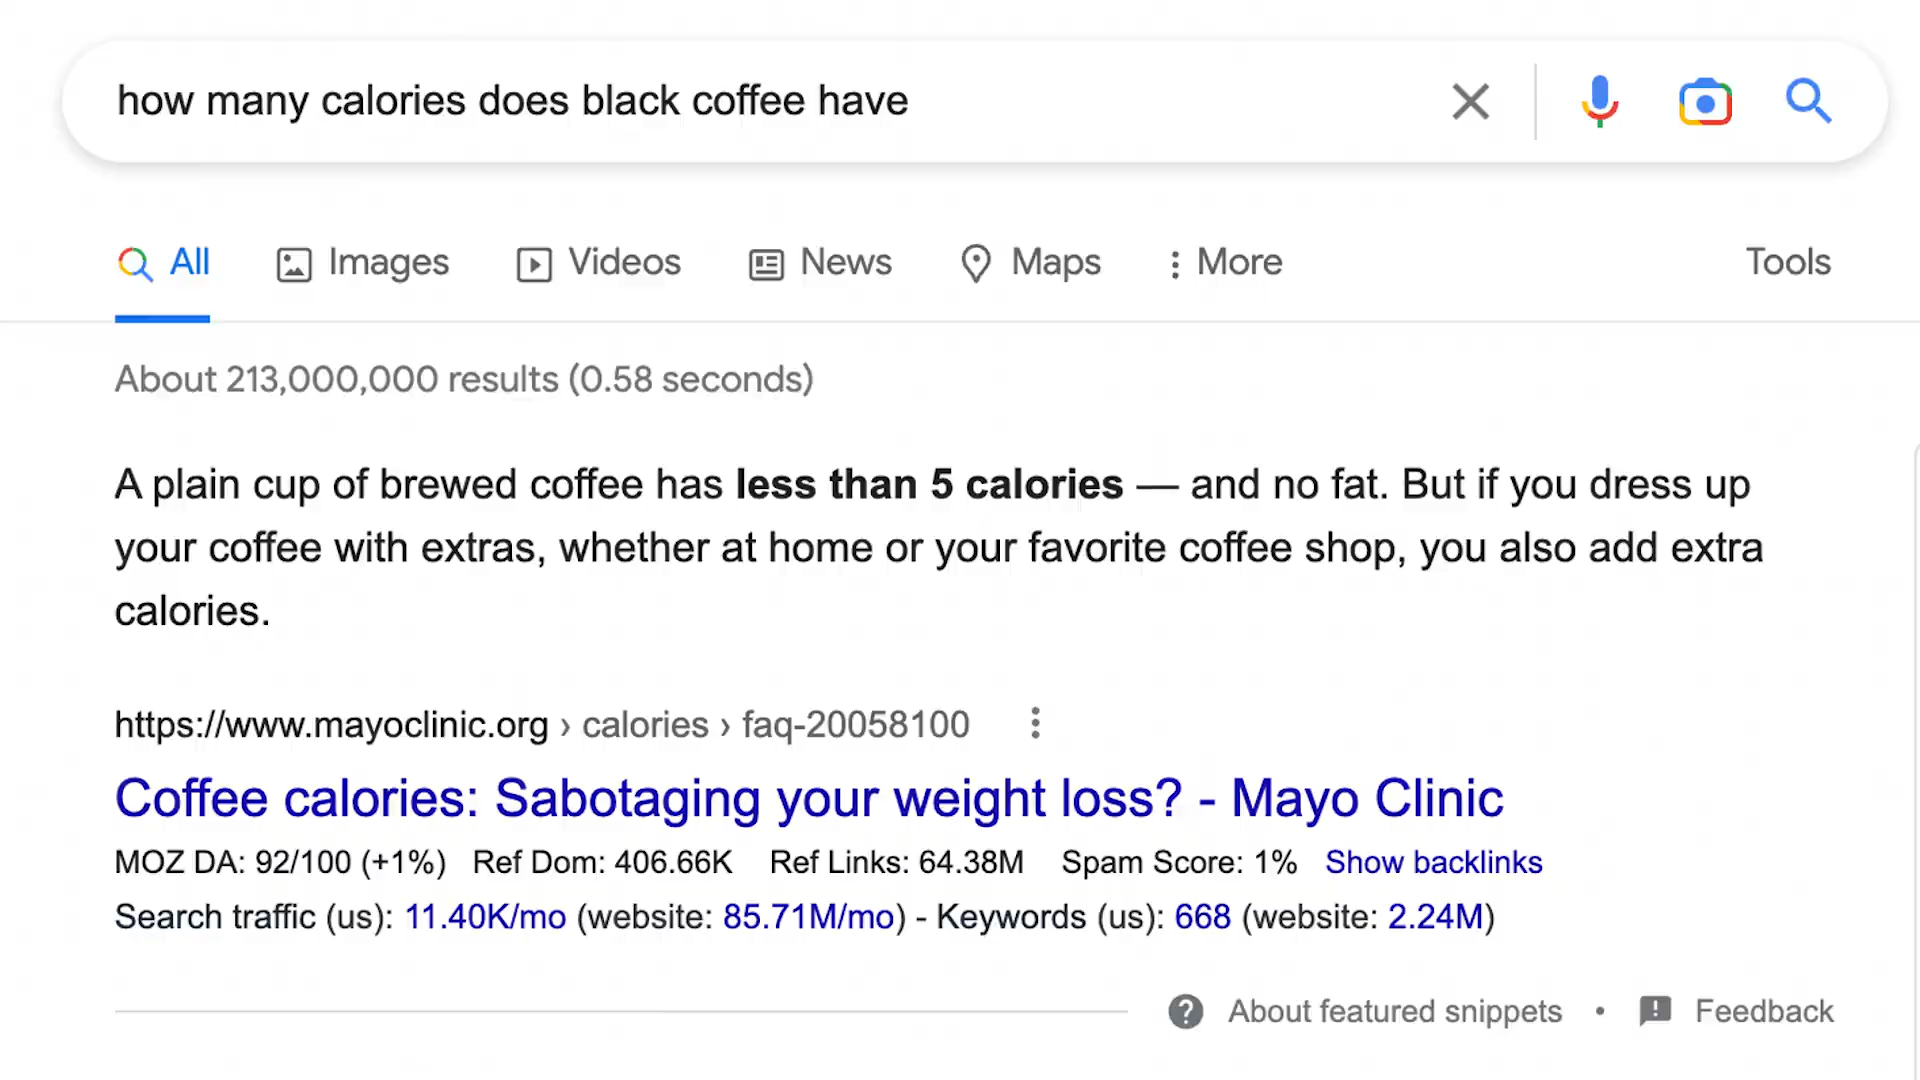 how many calories does black coffee have
All Images Videos News Maps More Tools
About 213,000,000 results (0.58 seconds)
A plain cup of brewed coffee has less than 5 calories — and no fat. But if you dress up
your coffee with extras, whether at home or your favorite coffee shop, you also add extra
calories.
https://www.mayoclinic.org › calories › faq-20058100
Coffee calories: Sabotaging your weight loss? - Mayo Clinic
MOZ DA: 92/100 (+1%) Ref Dom: 406.66K Ref Links: 64.38M Spam Score: 1% Show backlinks
Search traffic (us): 11.40K/mo (website: 85.71M/mo) - Keywords (us): 668 (website: 2.24M)
About featured snippets • Feedback